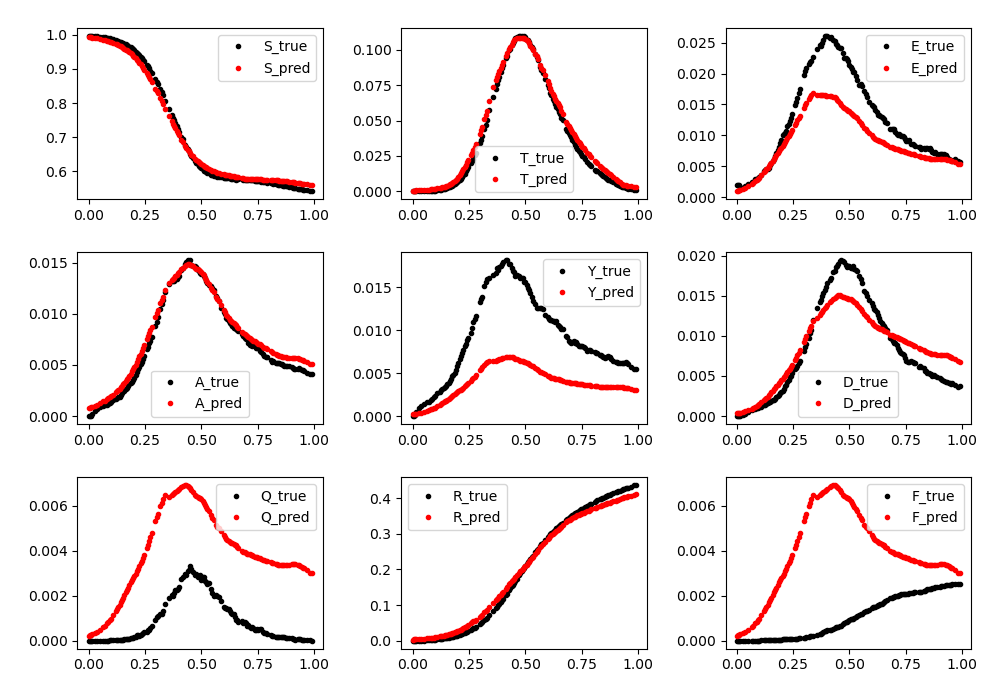 1.0
0.9
0.8
0.7
0.6
S_true
S_pred
0.00 0.25 0.50 0.75 1.00
0.100
0.075
0.050
0.025
0.000
T_true
T_pred
0.00 0.25 0.50 0.75 1.00
0.025
0.020
0.015
0.010
0.005
0.000
E_true
E_pred
0.00 0.25 0.50 0.75 1.00
0.015
0.010
0.005
0.000
A_true
A_pred
0.00 0.25 0.50 0.75 1.00
0.015
0.010
0.005
0.000
Y_true
Y_pred
0.00 0.25 0.50 0.75 1.00
0.020
0.015
0.010
0.005
0.000
D_true
D_pred
0.00 0.25 0.50 0.75 1.00
0.006
0.004
0.002
0.000
Q_true
Q_pred
0.00 0.25 0.50 0.75 1.00
0.4
0.3
0.2
0.1
0.0
R_true
R_pred
0.00 0.25 0.50 0.75 1.00
0.006
0.004
0.002
0.000
F_true
F_pred
0.00 0.25 0.50 0.75 1.00